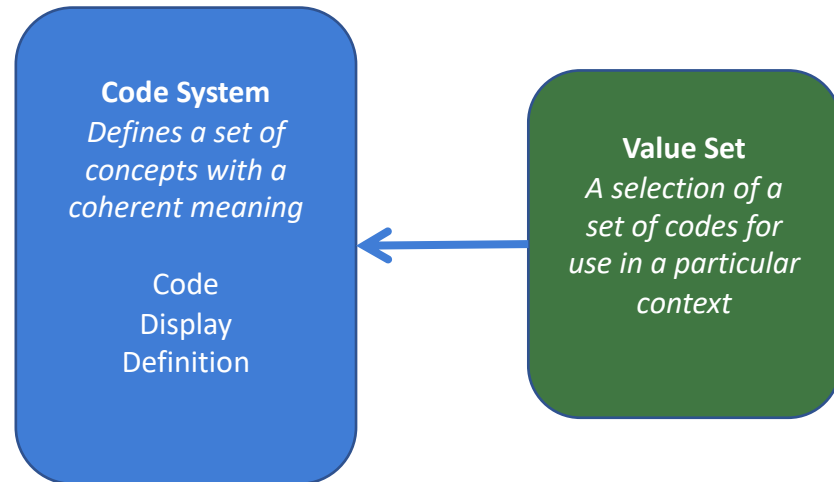 Code System
Defines a set of
concepts with a
coherent meaning
Code
Display
Definition
Value Set
A selection of a
set of codes for
use in a particular
context